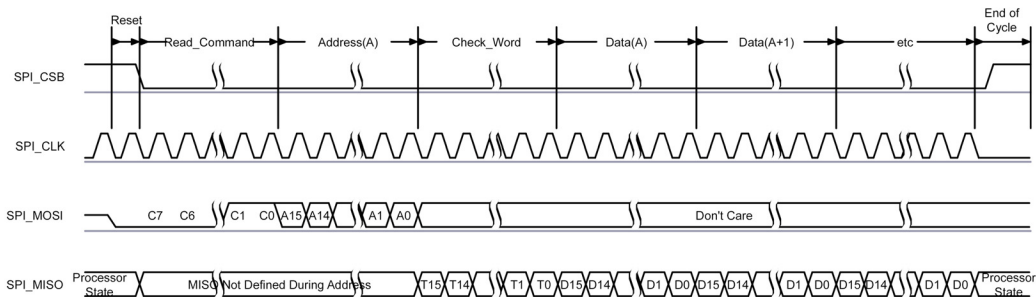 Reset
End of
Cycle
Read_Command Address(A) Check_Word Data(A) Data(A+1) etc
SPI_CSB
SPI_CLK
SPI_MOSI C7 C6 C1 C0 A15 A14 A1 A0 Don't Care
SPI_MISO Processor State MISO Not Defined During Address T15 T14 T1 T0 D15 D14 D1 D0 D15 D14 D1 D0 D15 D14 D1 D0 Processor State